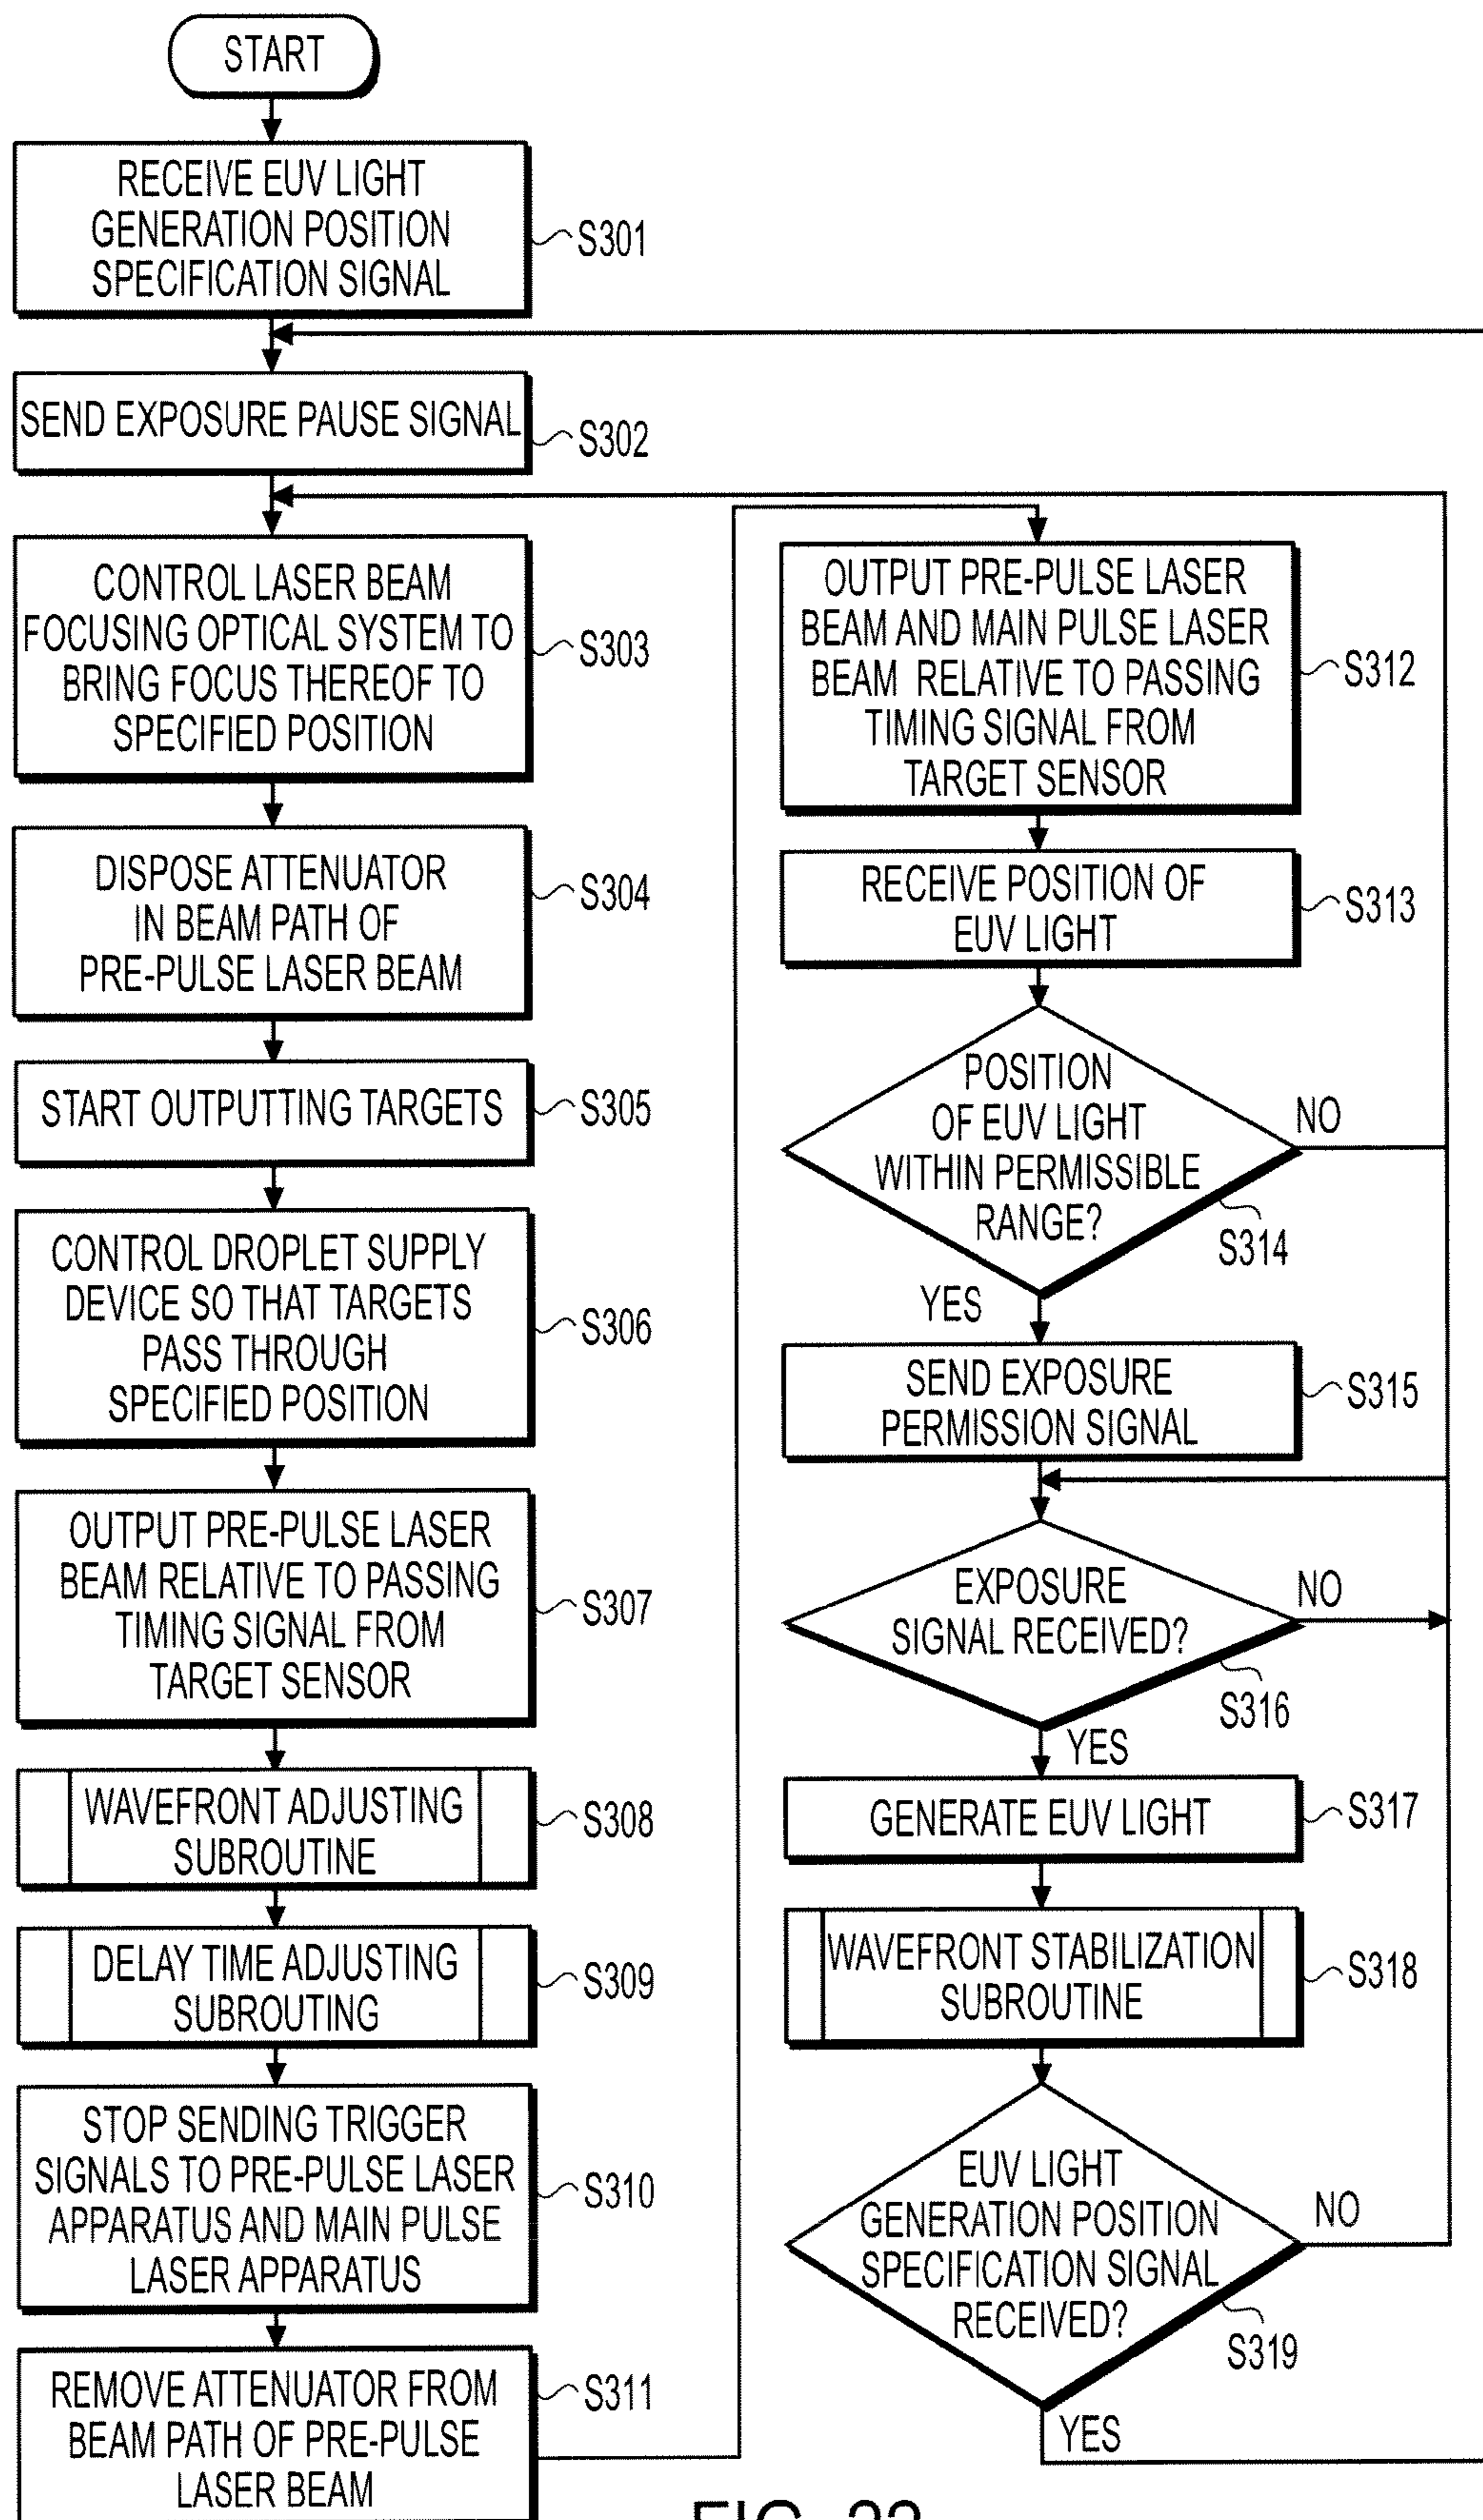 START
RECEIVE EUV LIGHT
GENERATION POSITION
SPECIFICATION SIGNAL
S301
SEND EXPOSURE PAUSE SIGNAL
S302
CONTROL LASER BEAM
FOCUSING OPTICAL SYSTEM TO
BRING FOCUS THEREOF TO
SPECIFIED POSITION
S303
DISPOSE ATTENUATOR
IN BEAM PATH OF
PRE-PULSE LASER BEAM
S304
START OUTPUTTING TARGETS
S305
CONTROL DROPLET SUPPLY
DEVICE SO THAT TARGETS
PASS THROUGH
SPECIFIED POSITION
S306
OUTPUT PRE-PULSE LASER
BEAM RELATIVE TO PASSING
TIMING SIGNAL FROM
TARGET SENSOR
S307
WAVEFRONT ADJUSTING
SUBROUTINE
S308
DELAY TIME ADJUSTING
SUBROUTING
S309
STOP SENDING TRIGGER
SIGNALS TO PRE-PULSE LASER
APPARATUS AND MAIN PULSE
LASER APPARATUS
S310
REMOVE ATTENUATOR FROM
BEAM PATH OF PRE-PULSE
LASER BEAM
S311
OUTPUT PRE-PULSE LASER
BEAM AND MAIN PULSE LASER
BEAM RELATIVE TO PASSING
TIMING SIGNAL FROM
TARGET SENSOR
S312
RECEIVE POSITION OF
EUV LIGHT
S313
POSITION
OF EUV LIGHT
WITHIN PERMISSIBLE
RANGE?
NO
S314
YES
SEND EXPOSURE
PERMISSION SIGNAL
S315
EXPOSURE
SIGNAL RECEIVED?
NO
S316
YES
GENERATE EUV LIGHT
S317
WAVEFRONT STABILIZATION
SUBROUTINE
S318
EUV LIGHT
GENERATION POSITION
SPECIFICATION SIGNAL
RECEIVED?
NO
S319
YES